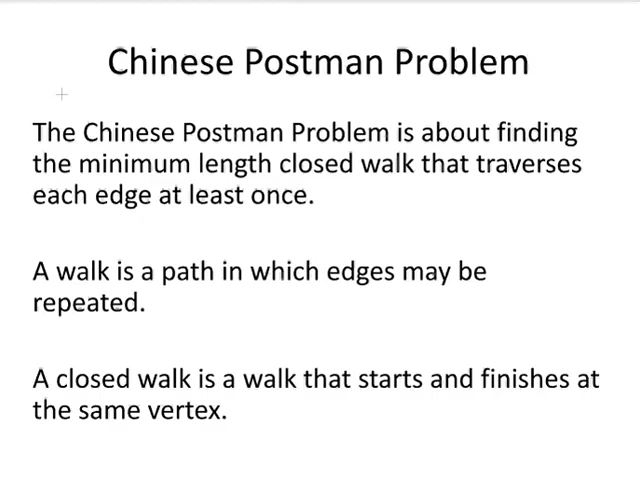 Chinese Postman Problem
The Chinese Postman Problem is about finding
the minimum length closed walk that traverses
each edge at least once.
A walk is a path in which edges may be
repeated.
A closed walk is a walk that starts and finishes at
the same vertex.